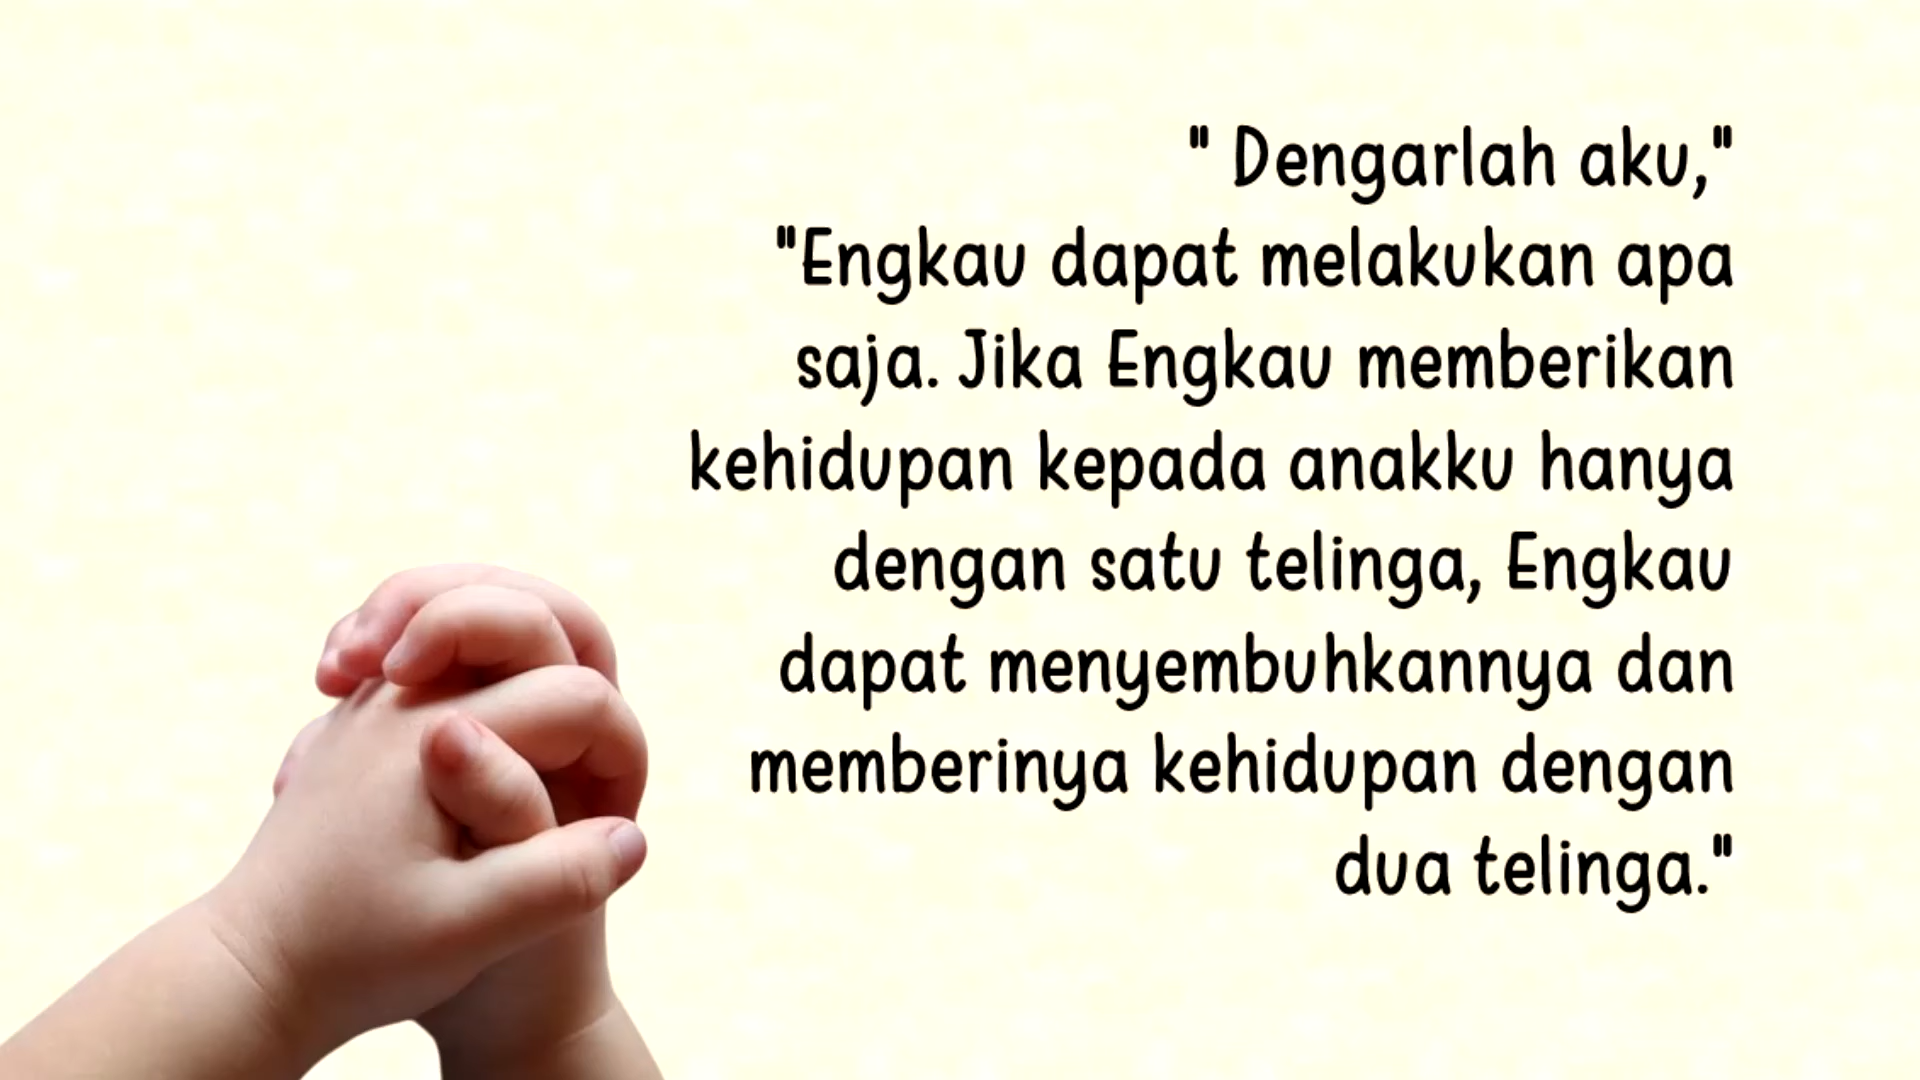 " Dengarlah aku,"
"Engkau dapat melakukan apa
saja. Jika Engkau memberikan
kehidupan kepada anakku hanya
dengan satu telinga, Engkau
dapat menyembuhkannya dan
memberinya kehidupan dengan
dua telinga."